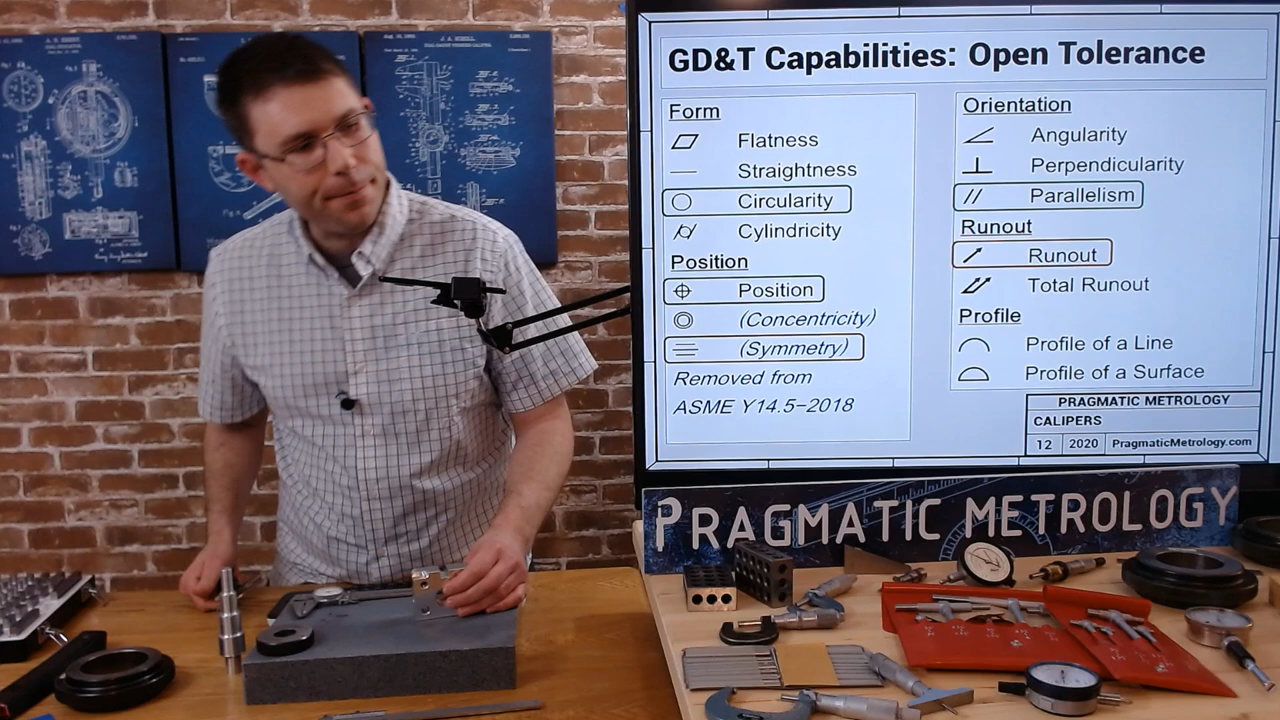 GD&T Capabilities: Open Tolerance
Form
Flatness
Straightness
Circularity
Cylindricity
Position
Position
(Concentricity)
(Symmetry)
Removed from
ASME Y14.5-2018
Orientation
Angularity
Perpendicularity
Parallelism
Runout
Runout
Total Runout
Profile
Profile of a Line
Profile of a Surface
PRAGMATIC METROLOGY
CALIPERS
12 2020 PragmaticMetrology.com
PRAGMATIC METROLOGY